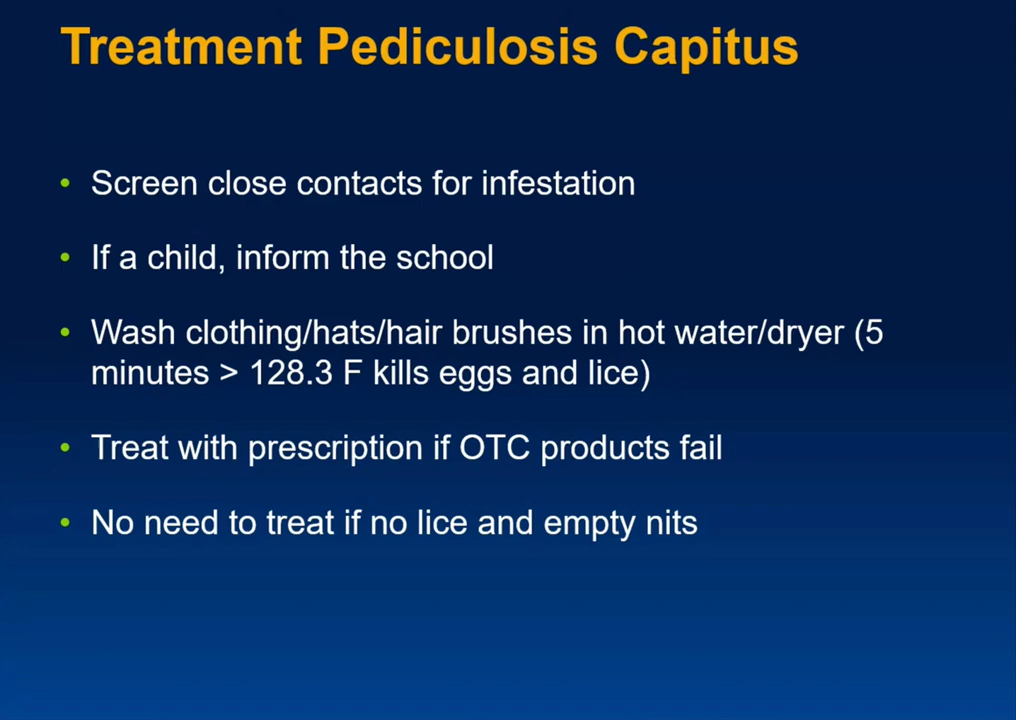 Treatment Pediculosis Capitus
• Screen close contacts for infestation
• If a child, inform the school
• Wash clothing/hats/hair brushes in hot water/dryer (5
minutes > 128.3 F kills eggs and lice)
• Treat with prescription if OTC products fail
• No need to treat if no lice and empty nits